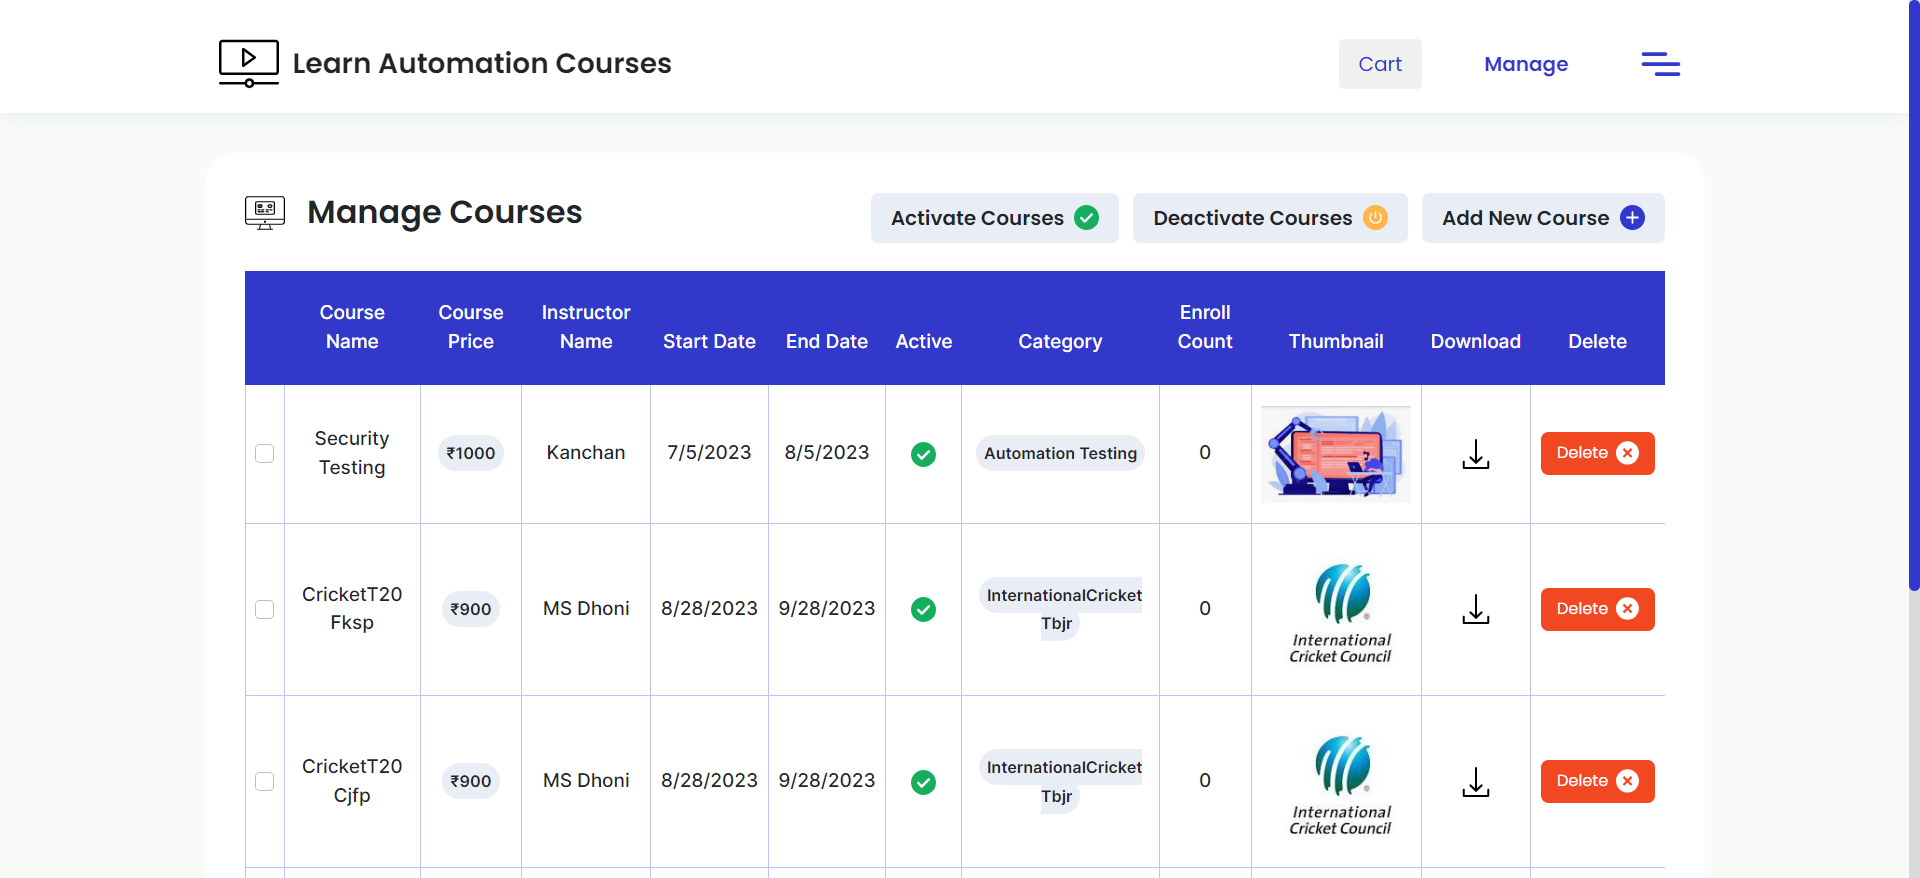 Learn Automation Courses
Cart
Manage
Manage Courses
Activate Courses
Deactivate Courses
Add New Course
Course Name
Course Price
Instructor Name
Start Date
End Date
Active
Category
Enroll Count
Thumbnail
Download
Delete
Security
Testing
₹1000
Kanchan
7/5/2023
8/5/2023
Automation Testing
0
Delete
CricketT20
Fksp
₹900
MS Dhoni
8/28/2023
9/28/2023
InternationalCricket
Tbjr
0
International
Cricket Council
Delete
CricketT20
Cjfp
₹900
MS Dhoni
8/28/2023
9/28/2023
InternationalCricket
Tbjr
0
International
Cricket Council
Delete